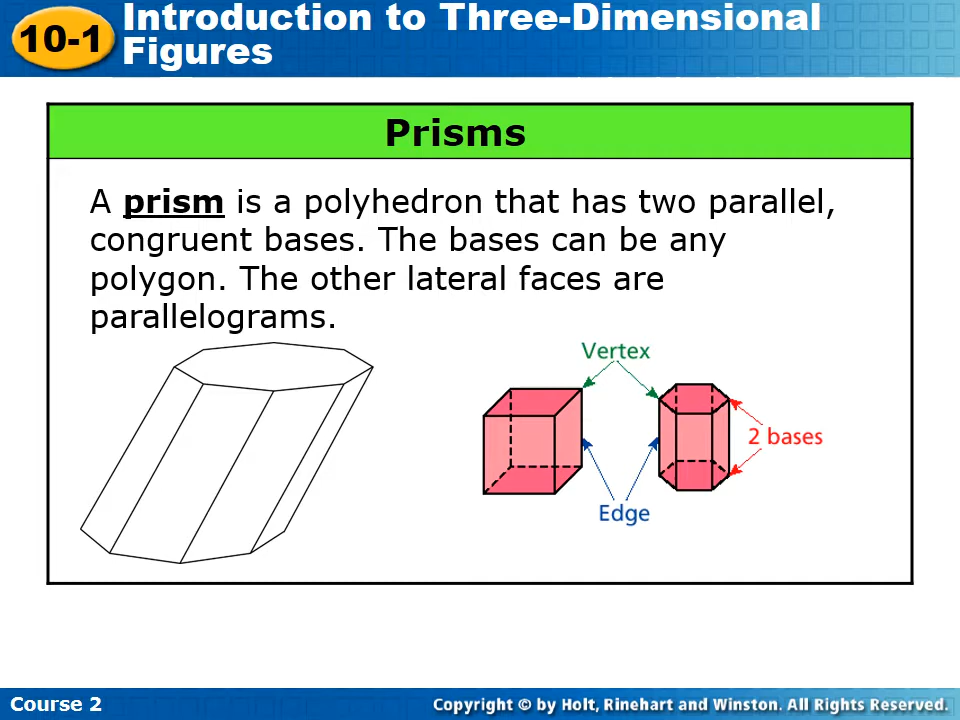 10-1
Introduction to Three-Dimensional
Figures
Prisms
A prism is a polyhedron that has two parallel,
congruent bases. The bases can be any
polygon. The other lateral faces are
parallelograms.
Vertex
2 bases
Edge
Course 2
Copyright © by Holt, Rinehart and Winston. All Rights Reserved.